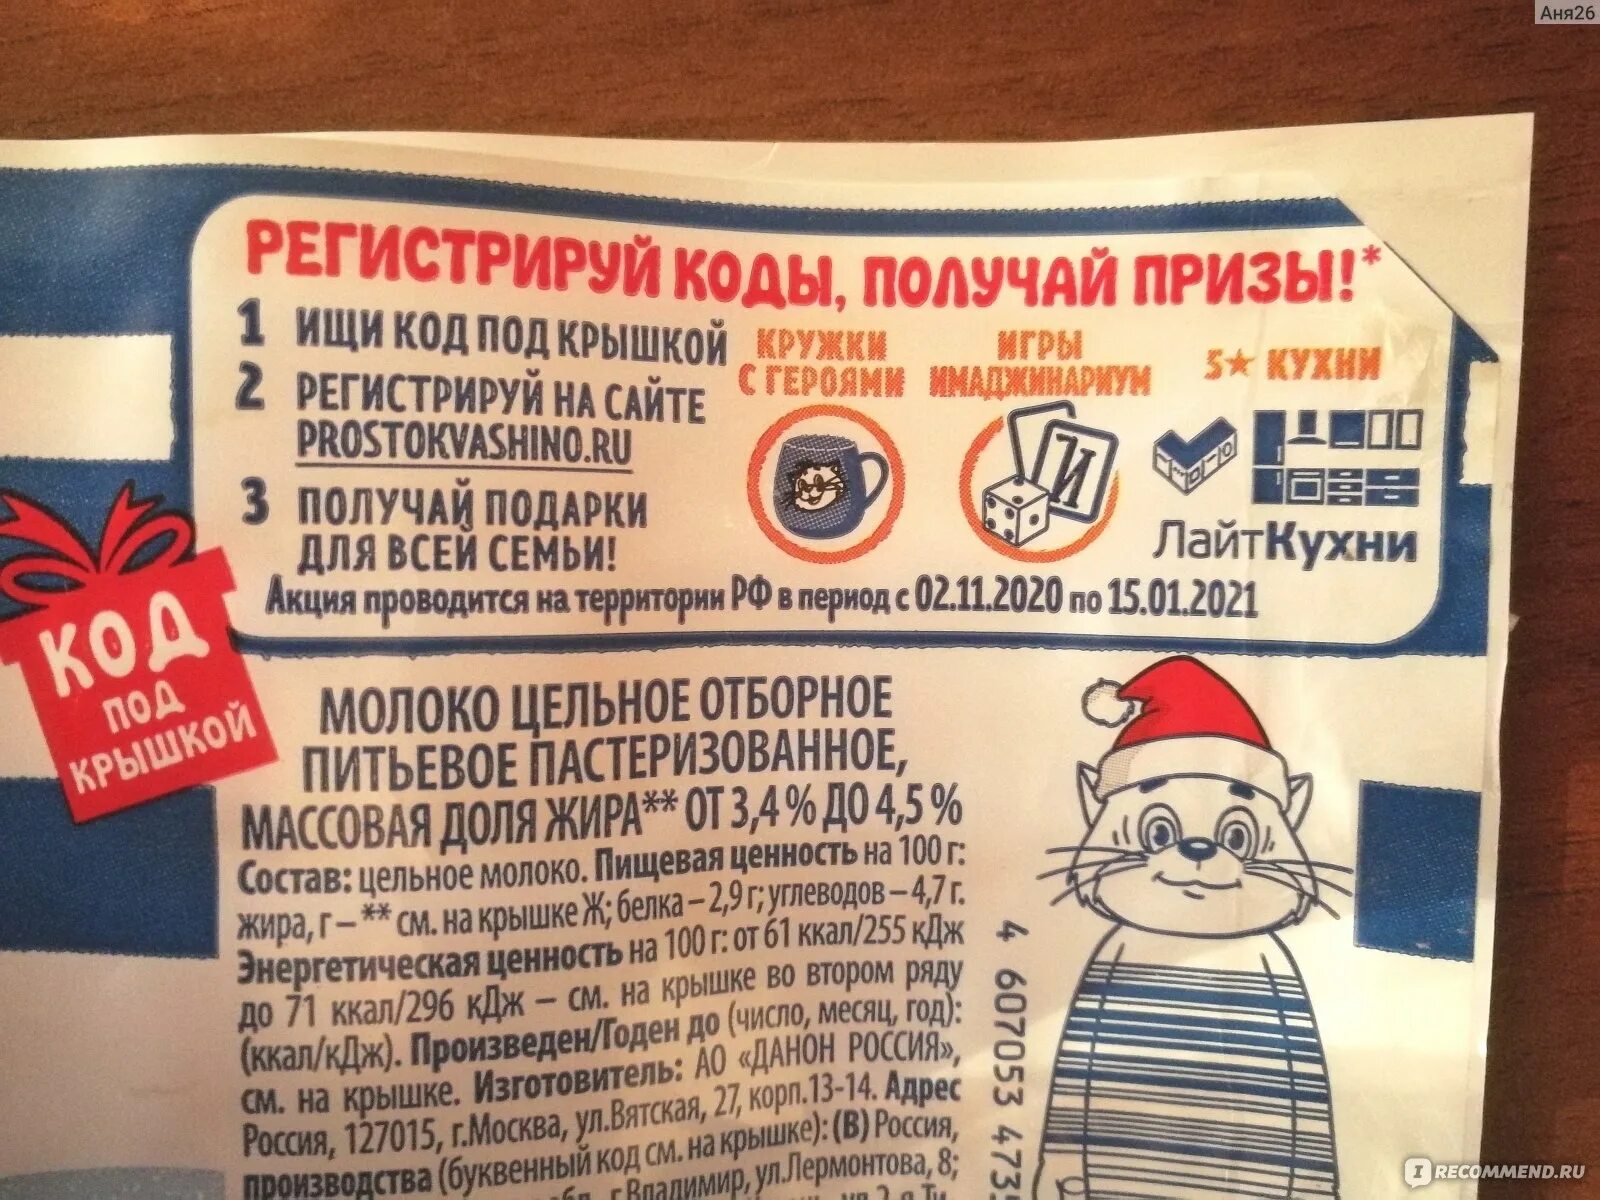 Аня26
РЕГИСТРИРУЙ КОДЫ, ПОЛУЧАЙ ПРИЗЫ!*
1 ИЩИ КОД ПОД КРЫШКОЙ
2 РЕГИСТРИРУЙ НА САЙТЕ
PROSTOKVASHINO.RU
3 ПОЛУЧАЙ ПОДАРКИ
ДЛЯ ВСЕЙ СЕМЬИ!
КРУЖКИ
С ГЕРОЯМИ
ИГРЫ
ИМАДЖИНАРИУМ
И
5★ КУХНИ
ЛайтКухни
Акция проводится на территории РФ в период с 02.11.2020 по 15.01.2021
КОД
ПОД
КРЫШКОЙ
МОЛОКО ЦЕЛЬНОЕ ОТБОРНОЕ
ПИТЬЕВОЕ ПАСТЕРИЗОВАННОЕ,
МАССОВАЯ ДОЛЯ ЖИРА** ОТ 3,4 % ДО 4,5 %
Состав: цельное молоко. Пищевая ценность на 100 г:
жира, г – ** см. на крышке Ж; белка – 2,9 г; углеводов – 4,7 г.
Энергетическая ценность на 100 г: от 61 ккал/255 кДж
до 71 ккал/296 кДж – см. на крышке во втором ряду
(ккал/кДж). Произведен/Годен до (число, месяц, год):
см. на крышке. Изготовитель: АО «ДАНОН РОССИЯ»,
Россия, 127015, г.Москва, ул.Вятская, 27, корп.13-14. Адрес
производства (буквенный код см. на крышке): (В) Россия,
г.Владимир, ул.Лермонтова, 8;
4 607053 473
IRECOMMEND.RU